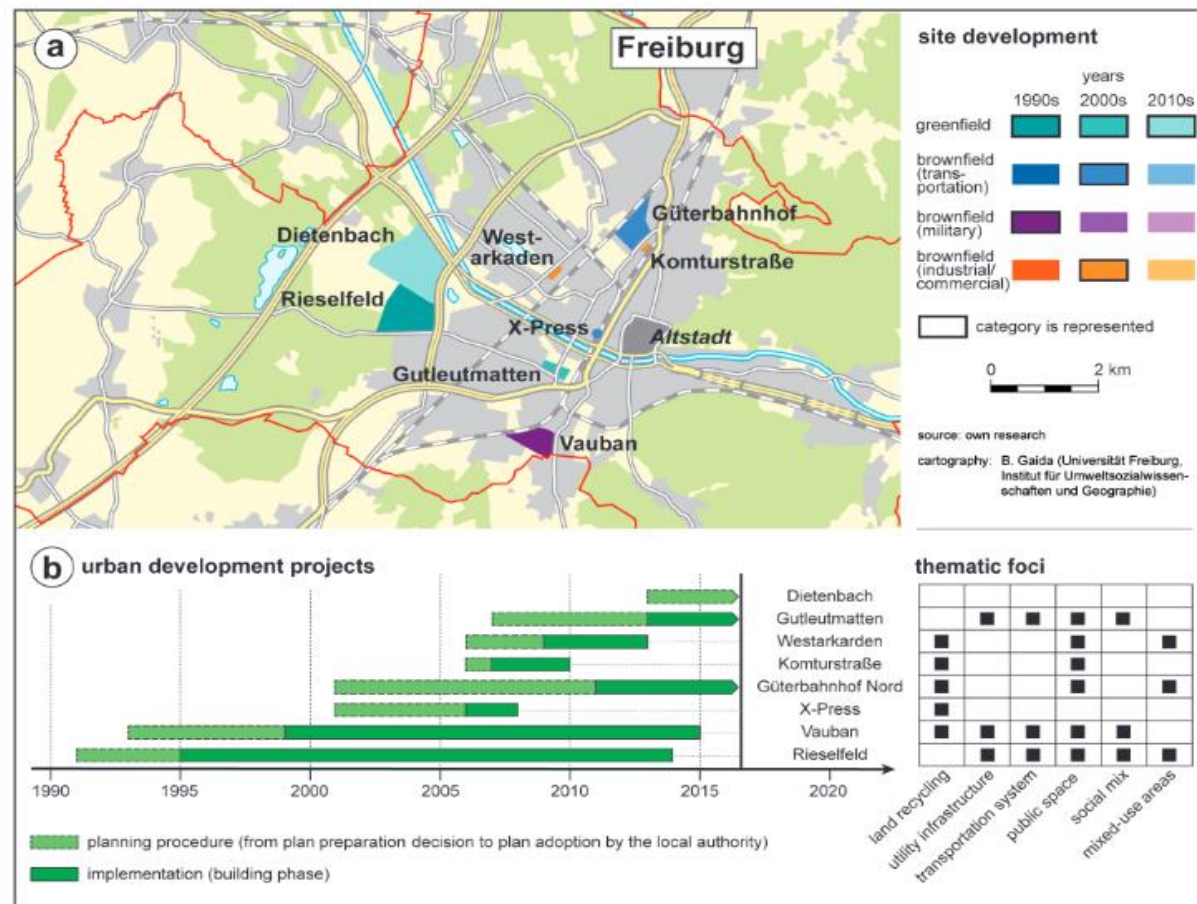 a
Freiburg
Dietenbach
Rieselfeld
West-
arkaden
Güterbahnhof
Komturstraße
X-Press
Altstadt
Gutleutmatten
Vauban
site development
years
1990s 2000s 2010s
greenfield
brownfield
(trans-
portation)
brownfield
(military)
brownfield
(industrial/
commercial)
category is represented
0 2 km
source: own research
cartography: B. Gaida (Universität Freiburg,
Institut für Umweltsozialwissen-
schaften und Geographie)
b urban development projects
Dietenbach
Gutleutmatten
Westarkarden
Komturstraße
Güterbahnhof Nord
X-Press
Vauban
Rieselfeld
1990 1995 2000 2005 2010 2015 2020
planning procedure (from plan preparation decision to plan adoption by the local authority)
implementation (building phase)
thematic foci
land recycling
utility infrastructure
transportation system
public space
social mix
mixed-use areas